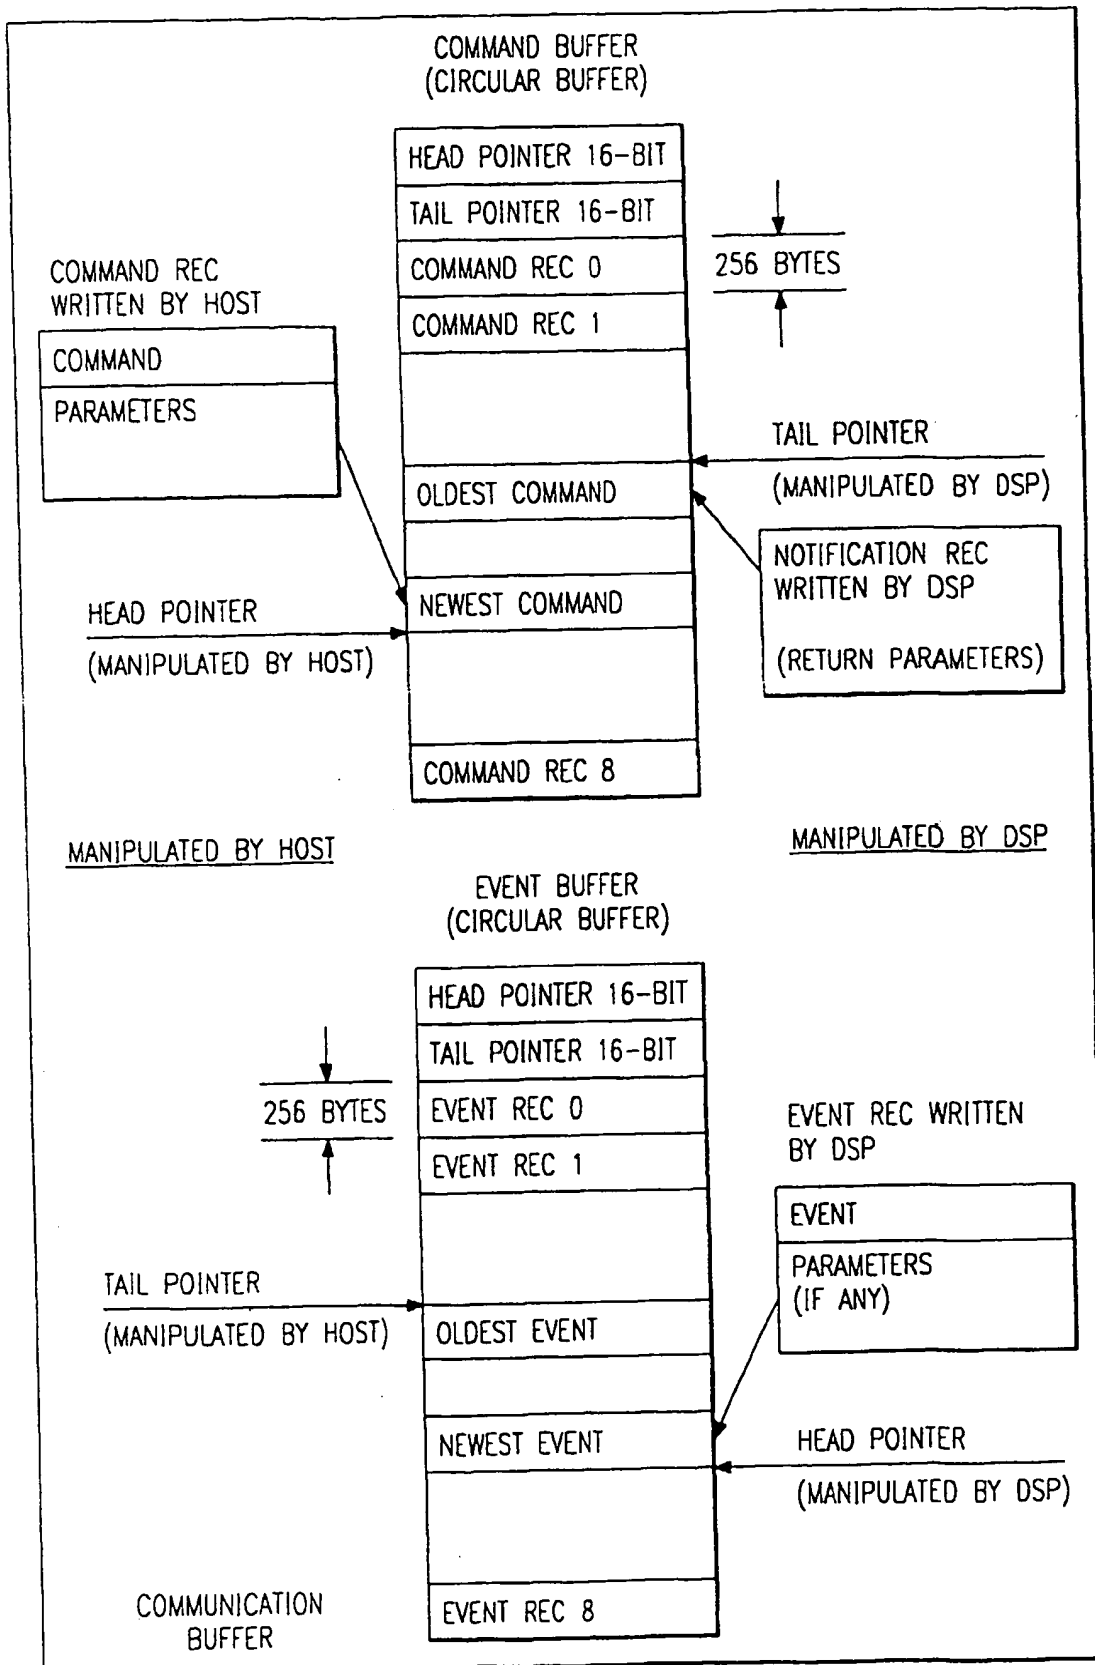 COMMAND BUFFER
(CIRCULAR BUFFER)
HEAD POINTER 16-BIT
TAIL POINTER 16-BIT
COMMAND REC 0
256 BYTES
COMMAND REC 1
COMMAND REC
WRITTEN BY HOST
COMMAND
PARAMETERS
TAIL POINTER
(MANIPULATED BY DSP)
OLDEST COMMAND
NOTIFICATION REC
WRITTEN BY DSP
(RETURN PARAMETERS)
NEWEST COMMAND
HEAD POINTER
(MANIPULATED BY HOST)
COMMAND REC 8
MANIPULATED BY HOST
MANIPULATED BY DSP
EVENT BUFFER
(CIRCULAR BUFFER)
HEAD POINTER 16-BIT
TAIL POINTER 16-BIT
256 BYTES
EVENT REC 0
EVENT REC 1
EVENT REC WRITTEN
BY DSP
EVENT
PARAMETERS
(IF ANY)
TAIL POINTER
(MANIPULATED BY HOST)
OLDEST EVENT
NEWEST EVENT
HEAD POINTER
(MANIPULATED BY DSP)
EVENT REC 8
COMMUNICATION
BUFFER